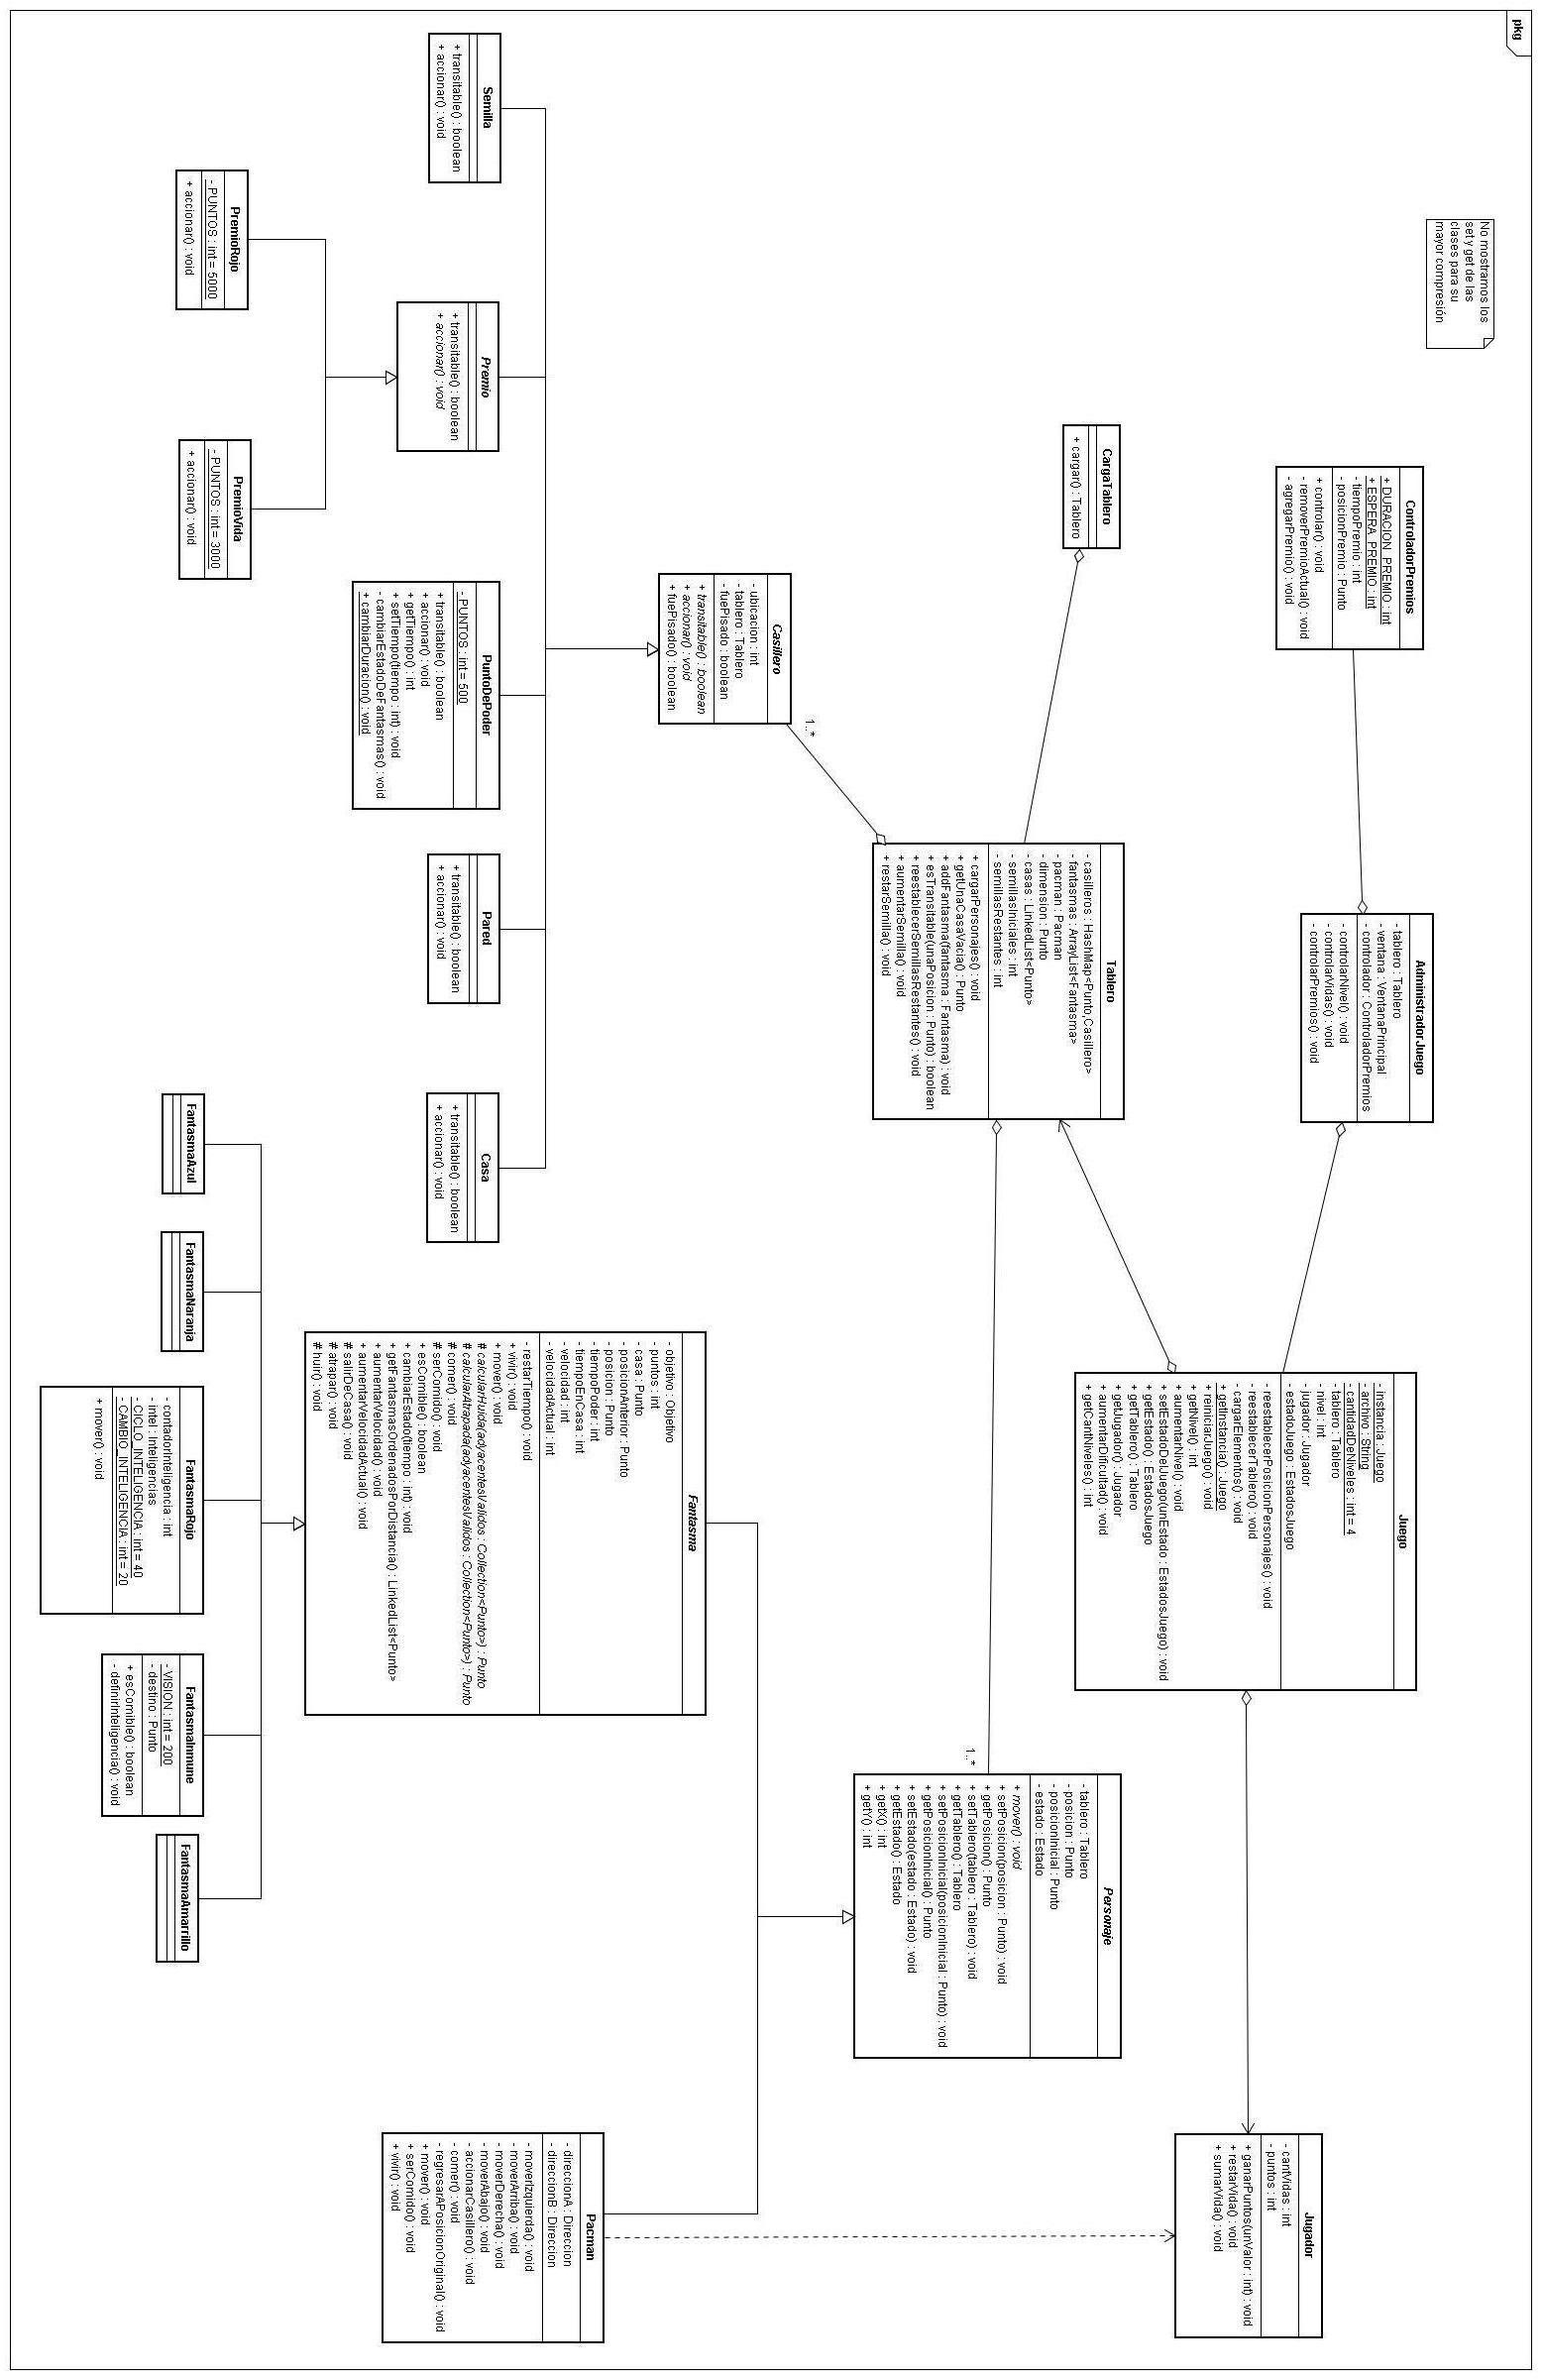 pkg
No mostramos los
set y get de las
clases para su
mayor compresión
ControladorPremios
+ DURACION_PREMIO : int
+ ESPERA_PREMIO : int
- tiempoPremio : int
- posicionPremio : Punto
+ controlar() : void
- removerPremioActual() : void
- agregarPremio() : void
AdministradorJuego
- tablero : Tablero
- ventana : VentanaPrincipal
- controlador : ControladorPremios
- controlarNivel() : void
- controlarVidas() : void
- controlarPremios() : void
Juego
- instancia : Juego
- archivo : String
- cantidadDeNiveles : int = 4
- tablero : Tablero
- nivel : int
- jugador : Jugador
- estadoJuego : EstadosJuego
- reestablecerPosicionPersonajes() : void
- reestablecerTablero() : void
- cargarElementos() : void
+ getInstancia() : Juego
+ reiniciarJuego() : void
+ getNivel() : int
+ aumentarNivel() : void
+ setEstadoDeJuego(unEstado : EstadosJuego) : void
+ getEstado() : EstadosJuego
+ getTablero() : Tablero
+ getJugador() : Jugador
+ aumentarDificultad() : void
+ getCantNiveles() : int
Jugador
- cantVidas : int
- puntos : int
+ ganarPuntos(unValor : int) : void
+ restarVida() : void
+ sumarVida() : void
CargaTablero
+ cargar() : Tablero
Tablero
- casilleros : HashMap<Punto,Casillero>
- fantasmas : ArrayList<Fantasma>
- pacman : Pacman
- dimension : Punto
- casas : LinkedList<Punto>
- semillasIniciales : int
- semillasRestantes : int
+ cargarPersonajes() : void
+ getUnaCasaVacia() : Punto
+ addFantasma(fantasma : Fantasma) : void
+ esTransitable(unaPosicion : Punto) : boolean
+ reestablecerSemillasRestantes() : void
+ aumentarSemilla() : void
+ restarSemilla() : void
1..*
1..*
Personaje
- tablero : Tablero
- posicion : Punto
- posicionInicial : Punto
- estado : Estado
+ mover() : void
+ setPosicion(posicion : Punto) : void
+ getPosicion() : Punto
+ setTablero(tablero : Tablero) : void
+ getTablero() : Tablero
+ setPosicionInicial(posicionInicial : Punto) : void
+ getPosicionInicial() : Punto
+ setEstado(estado : Estado) : void
+ getEstado() : Estado
+ getX() : int
+ getY() : int
Casillero
- ubicacion : int
- tablero : Tablero
- fuePisado : boolean
+ transitable() : boolean
+ accionar() : void
+ fuePisado() : boolean
Semilla
+ transitable() : boolean
+ accionar() : void
Premio
+ transitable() : boolean
+ accionar() : void
PuntoDePoder
- PUNTOS : int = 500
+ transitable() : boolean
+ accionar() : void
+ getTiempo() : int
+ setTiempo(tiempo : int) : void
- cambiarEstadoDeFantasmas() : void
+ cambiarDuracion() : void
Pared
+ transitable() : boolean
+ accionar() : void
Casa
+ transitable() : boolean
+ accionar() : void
PremioRojo
- PUNTOS : int = 5000
+ accionar() : void
PremioVida
- PUNTOS : int = 3000
+ accionar() : void
Fantasma
- objetivo : Objetivo
- puntos : int
- casa : Punto
- posicionAnterior : Punto
- posicion : Punto
- tiempoPoder : int
- tiempoEnCasa : int
- velocidad : int
- velocidadActual : int
- restarTiempo() : void
+ vivir() : void
+ mover() : void
# calcularHuida(adyacentesValidos : Collection<Punto>) : Punto
# calcularAtrapada(adyacentesValidos : Collection<Punto>) : Punto
# comer() : void
# serComido() : void
+ esComible() : boolean
+ cambiarEstado(tiempo : int) : void
+ getFantasmasOrdenadosPorDistancia() : LinkedList<Punto>
+ aumentarVelocidad() : void
+ aumentarVelocidadActual() : void
# salirDeCasa() : void
# atrapar() : void
# huir() : void
Pacman
- direccionA : Direccion
- direccionB : Direccion
- moverIzquierda() : void
- moverArriba() : void
- moverDerecha() : void
- moverAbajo() : void
- accionarCasillero() : void
- comer() : void
- regresarAPosicionOriginal() : void
+ mover() : void
+ serComido() : void
+ vivir() : void
FantasmaAzul
FantasmaNaranja
FantasmaRojo
- contadorInteligencia : int
- intel : Inteligencias
- CICLO_INTELIGENCIA : int = 40
- CAMBIO_INTELIGENCIA : int = 20
+ mover() : void
FantasmaInmune
- VISION : int = 200
- destino : Punto
+ esComible() : boolean
- definirInteligencia() : void
FantasmaAmarrillo